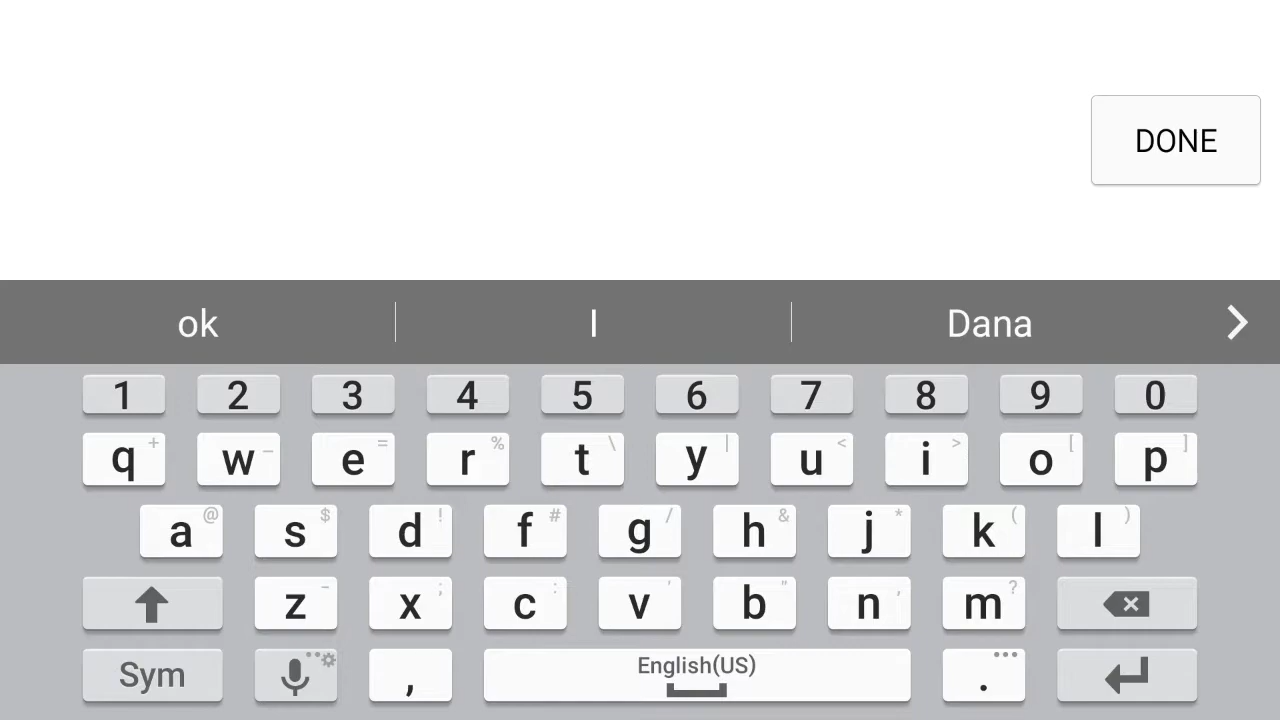 DONE
ok I Dana
1 2 3 4 5 6 7 8 9 0
q + w _ e = r % t \ y | u < i > o [ p ]
a @ s $ d ! f # g / h & j * k ( l )
z - x ; c : v ' b " n , m ?
Sym , English(US) .